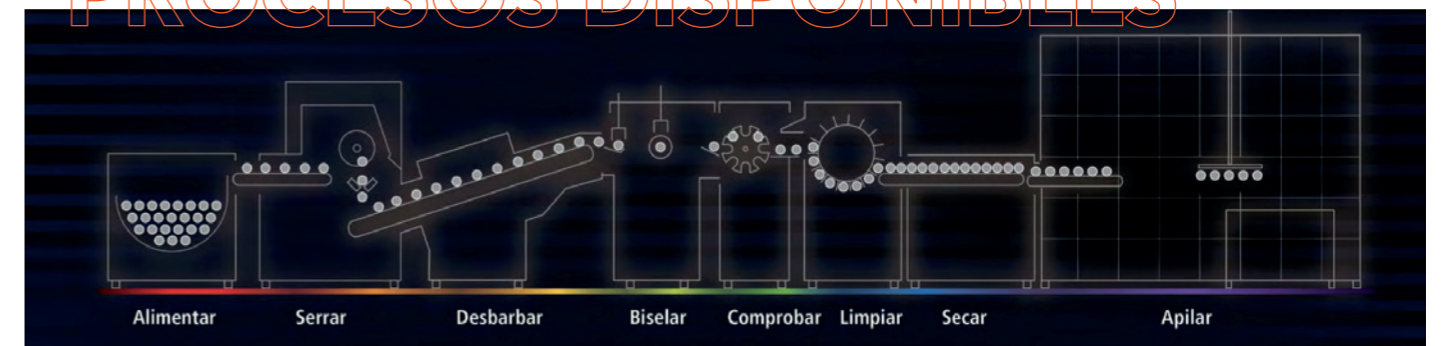 PROCESOS DISPONIBLES
Alimentar Serrar Desbarbar Biselar Comprobar Limpiar Secar Apilar